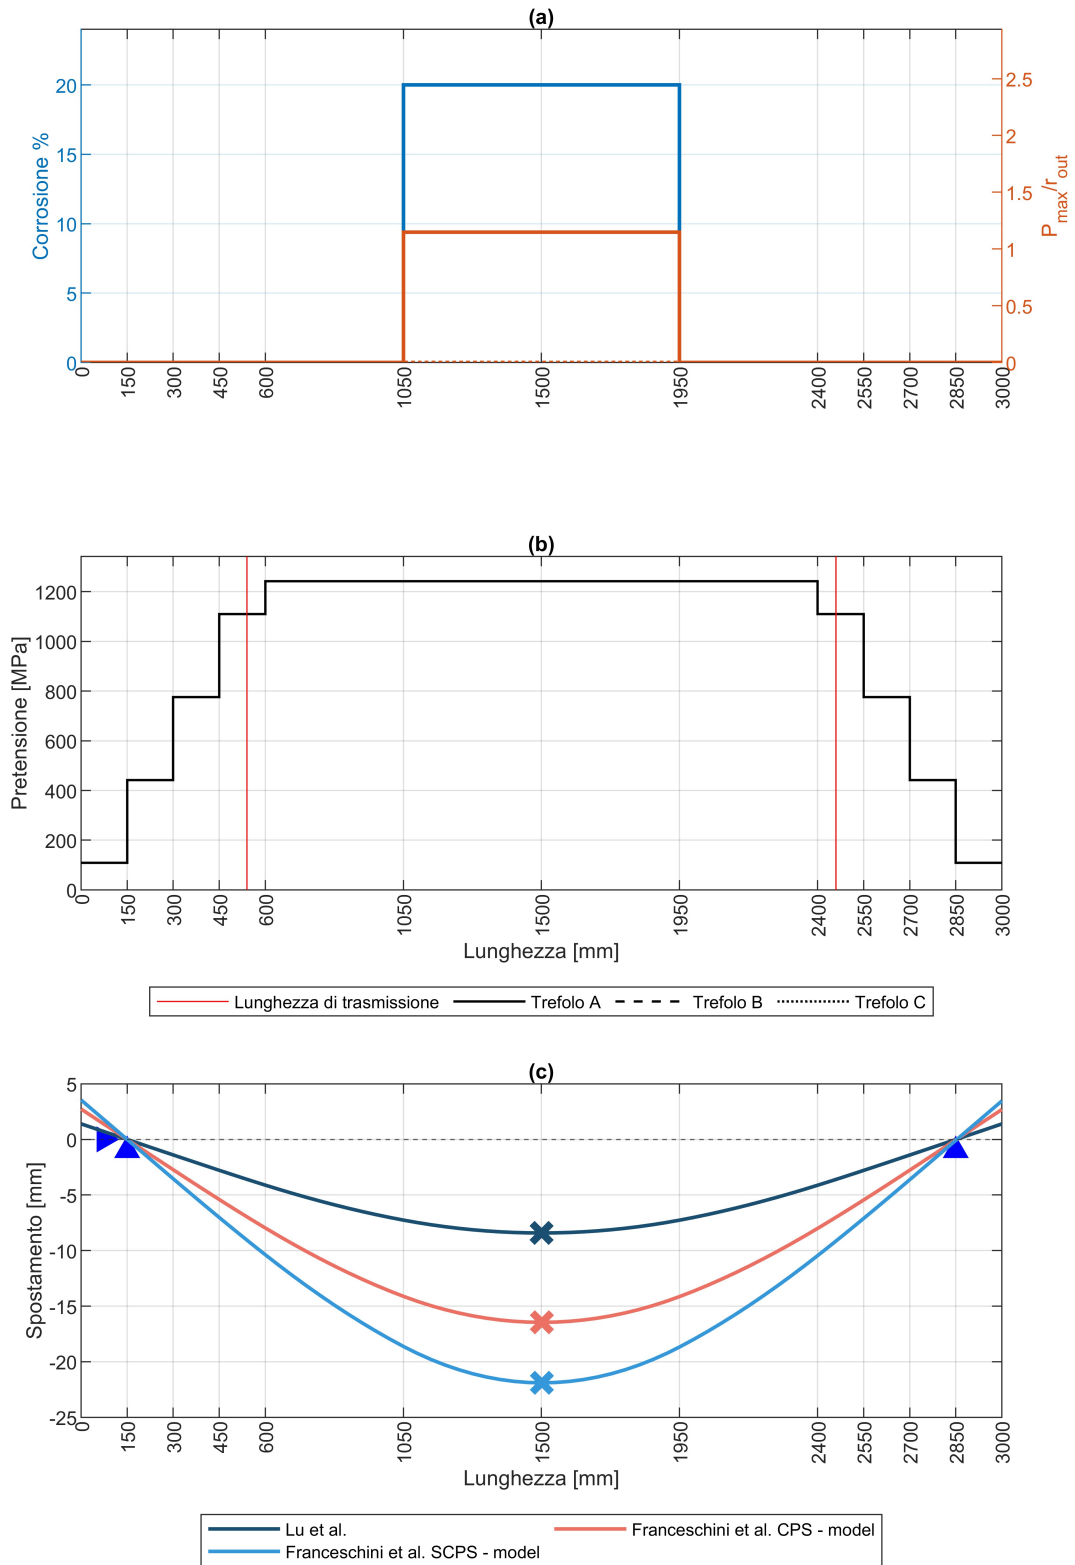 (a)
Corrosione %
20
15
10
5
0
2.5
2
1.5
1
0.5
0
P_max/r_out
0 150 300 450 600 1050 1500 1950 2400 2550 2700 2850 3000
(b)
Pretensione [MPa]
1200
1000
800
600
400
200
0
0 150 300 450 600 1050 1500 1950 2400 2550 2700 2850 3000
Lunghezza [mm]
Lunghezza di trasmissione Trefolo A Trefolo B Trefolo C
(c)
Spostamento [mm]
5
0
-5
-10
-15
-20
-25
0 150 300 450 600 1050 1500 1950 2400 2550 2700 2850 3000
Lunghezza [mm]
Lu et al. Franceschini et al. CPS - model
Franceschini et al. SCPS - model